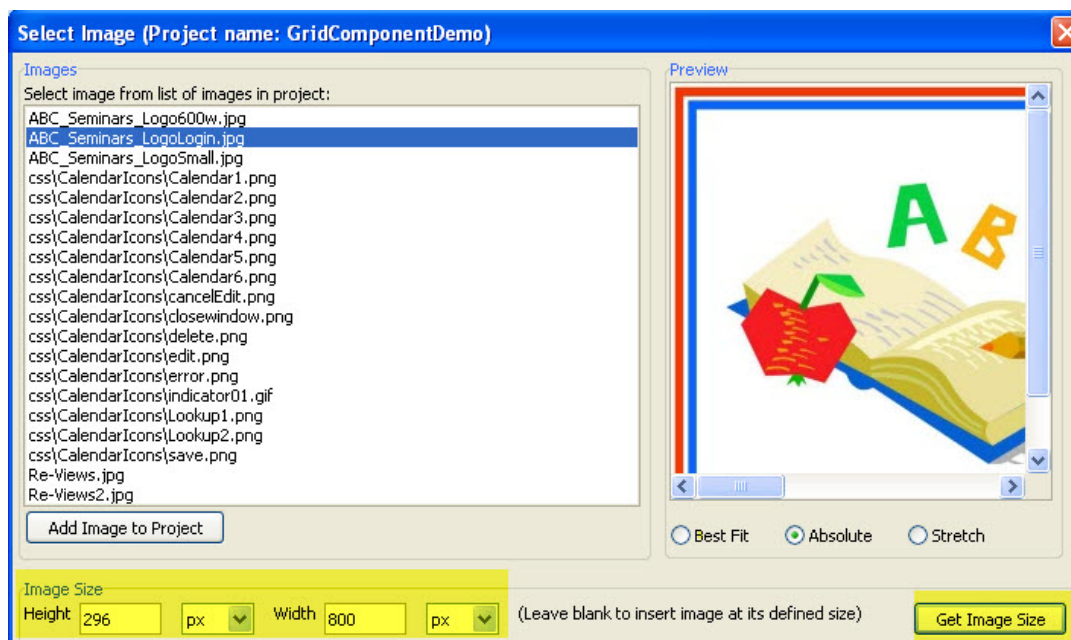 Select Image (Project name: GridComponentDemo)
Images
Select image from list of images in project:
ABC_Seminars_Logo600w.jpg
ABC_Seminars_LogoLogin.jpg
ABC_Seminars_LogoSmall.jpg
css\CalendarIcons\Calendar1.png
css\CalendarIcons\Calendar2.png
css\CalendarIcons\Calendar3.png
css\CalendarIcons\Calendar4.png
css\CalendarIcons\Calendar5.png
css\CalendarIcons\Calendar6.png
css\CalendarIcons\cancelEdit.png
css\CalendarIcons\closewindow.png
css\CalendarIcons\delete.png
css\CalendarIcons\edit.png
css\CalendarIcons\error.png
css\CalendarIcons\indicator01.gif
css\CalendarIcons\Lookup1.png
css\CalendarIcons\Lookup2.png
css\CalendarIcons\save.png
Re-Views.jpg
Re-Views2.jpg
Add Image to Project
Preview
A B
Best Fit Absolute Stretch
Image Size
Height 296 px Width 800 px (Leave blank to insert image at its defined size) Get Image Size